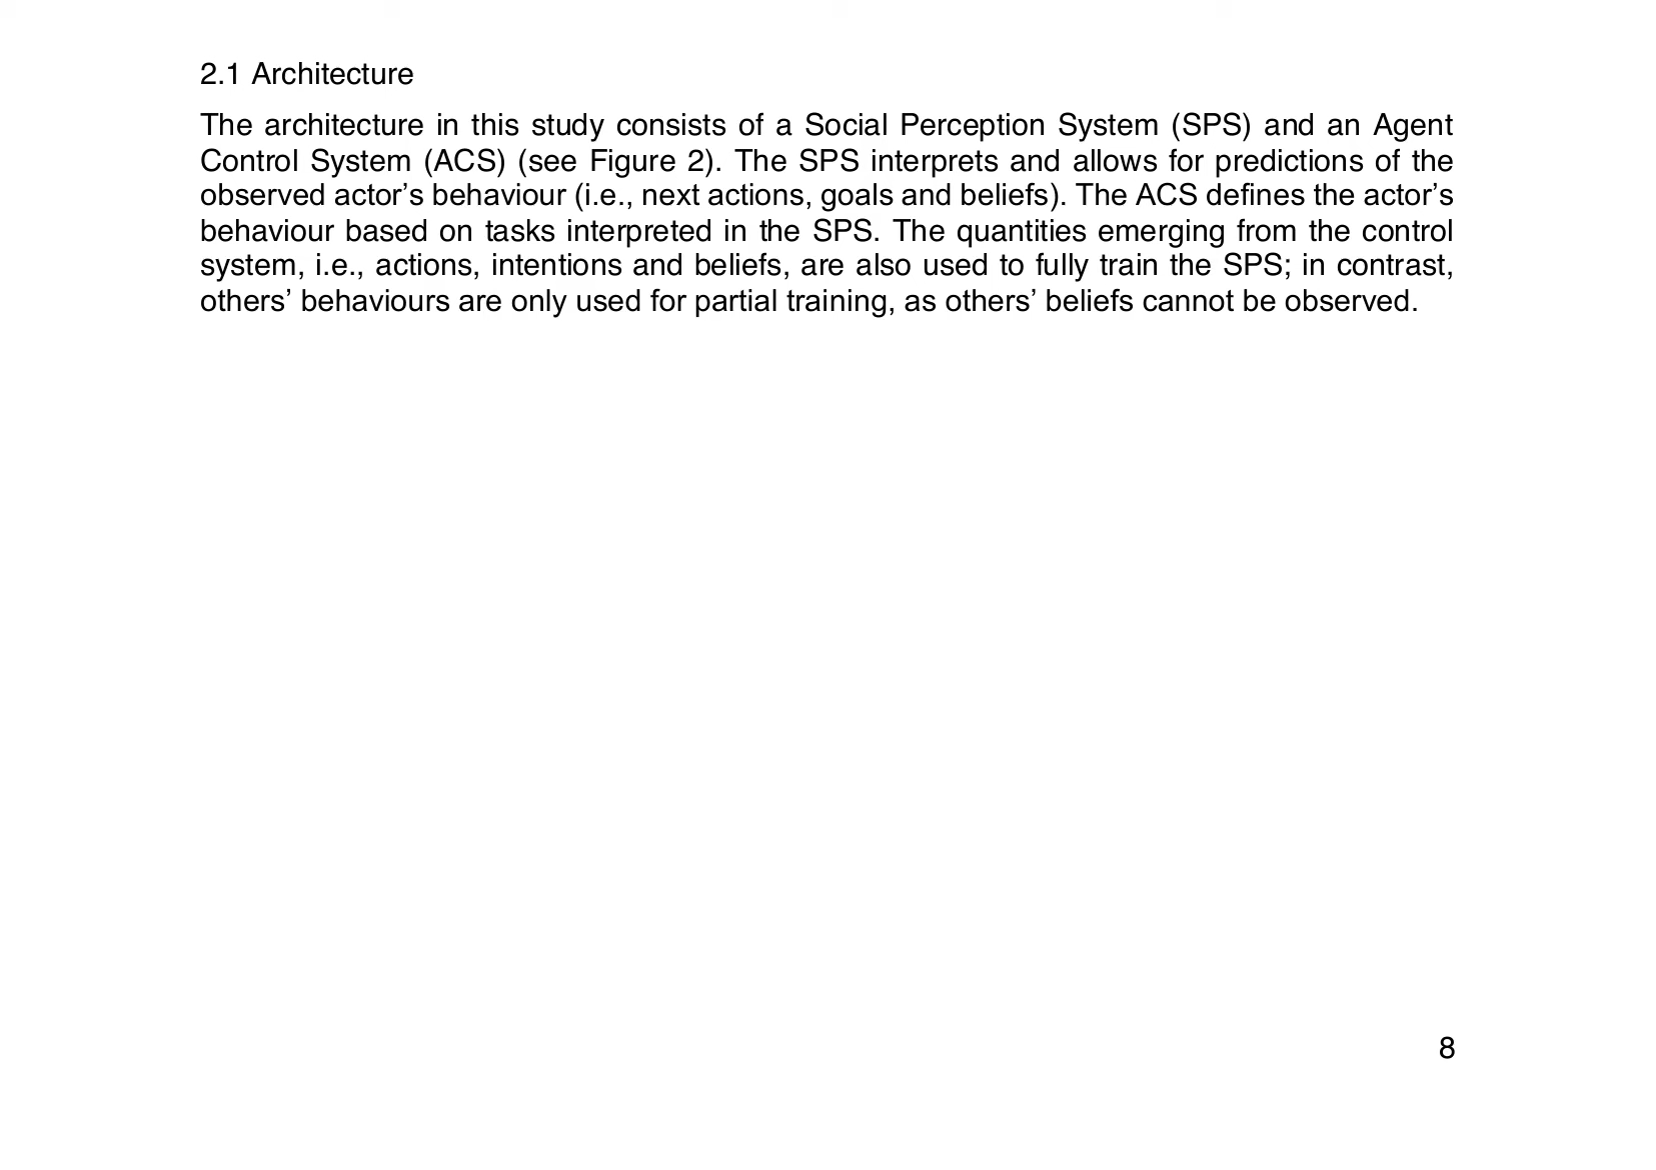 2.1 Architecture
The architecture in this study consists of a Social Perception System (SPS) and an Agent
Control System (ACS) (see Figure 2). The SPS interprets and allows for predictions of the
observed actor’s behaviour (i.e., next actions, goals and beliefs). The ACS defines the actor’s
behaviour based on tasks interpreted in the SPS. The quantities emerging from the control
system, i.e., actions, intentions and beliefs, are also used to fully train the SPS; in contrast,
others’ behaviours are only used for partial training, as others’ beliefs cannot be observed.
8